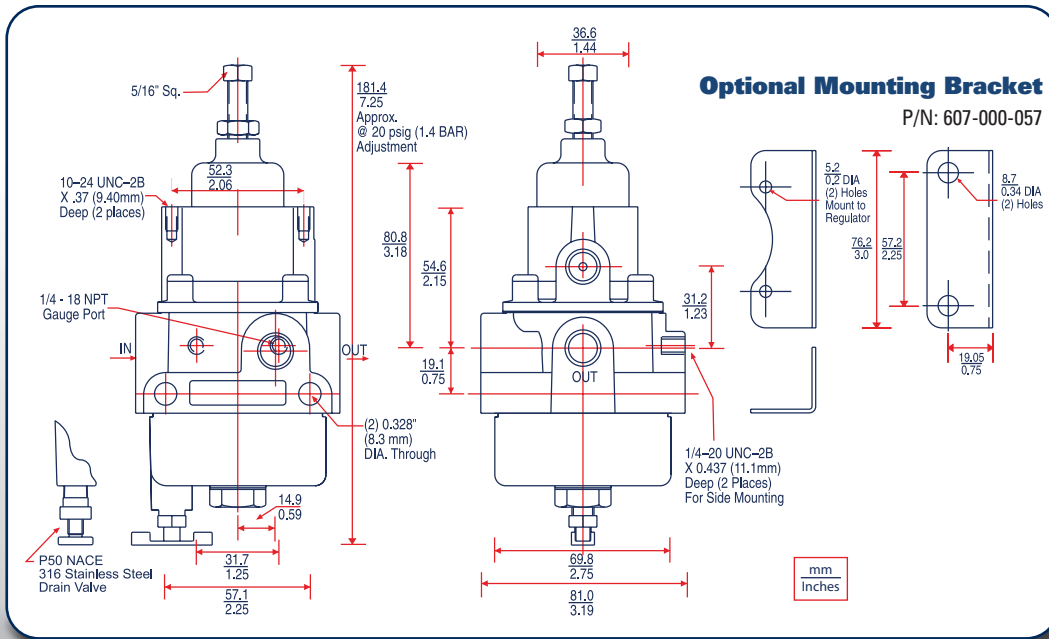 5/16" Sq.
181.4
7.25
Approx.
@ 20 psig (1.4 BAR)
Adjustment
52.3
2.06
10–24 UNC–2B
X .37 (9.40mm)
Deep (2 places)
80.8
3.18
54.6
2.15
1/4 - 18 NPT
Gauge Port
IN
OUT
19.1
0.75
(2) 0.328"
(8.3 mm)
DIA. Through
14.9
0.59
P50 NACE
316 Stainless Steel
Drain Valve
31.7
1.25
57.1
2.25
36.6
1.44
31.2
1.23
OUT
1/4–20 UNC–2B
X 0.437 (11.1mm)
Deep (2 Places)
For Side Mounting
69.8
2.75
81.0
3.19
Optional Mounting Bracket
P/N: 607-000-057
5.2
0.2 DIA
(2) Holes
Mount to
Regulator
76.2
3.0
57.2
2.25
8.7
0.34 DIA
(2) Holes
19.05
0.75
mm
Inches